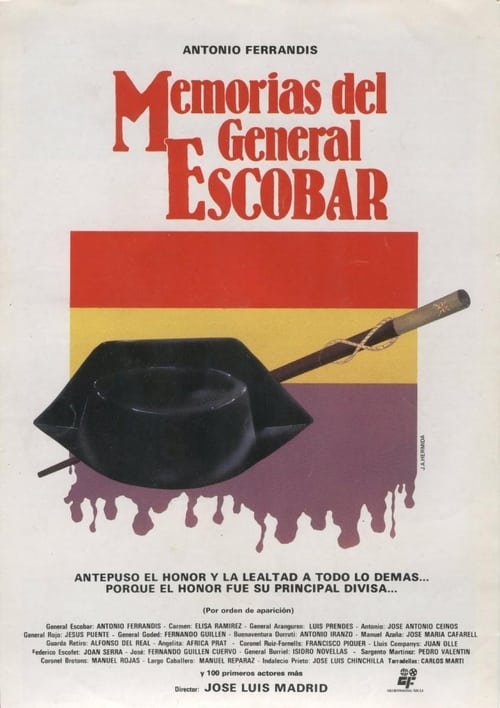 ANTONIO FERRANDIS
Memorias del
General
ESCOBAR
J.A. HERMIDA
ANTEPUSO EL HONOR Y LA LEALTAD A TODO LO DEMAS...
PORQUE EL HONOR FUE SU PRINCIPAL DIVISA...
(Por orden de aparición)
General Escobar: ANTONIO FERRANDIS - Carmen: ELISA RAMIREZ - General Aranguren: LUIS PRENDES - Antonio: JOSE ANTONIO CEINOS
General Rojo: JESUS PUENTE - General Goded: FERNANDO GUILLEN - Buenaventura Durruti: ANTONIO IRANZO - Manuel Azaña: JOSE MARIA CAFARELL
Guarda Retiro: ALFONSO DEL REAL - Angelita: AFRICA PRAT - Coronel Ruiz-Fornells: FRANCISCO PIQUER - Lluis Companys: JUAN OLLE
Federico Escofet: JOAN SERRA - José: FERNANDO GUILLEN CUERVO - General Burriel: ISIDRO NOVELLAS - Sargento Martinez: PEDRO VALENTIN
Coronel Brotons: MANUEL ROJAS - Largo Caballero: MANUEL REPARAZ - Indalecio Prieto: JOSE LUIS CHINCHILLA Tarradellas: CARLOS MARTI
y 100 primeros actores más
Director: JOSE LUIS MADRID